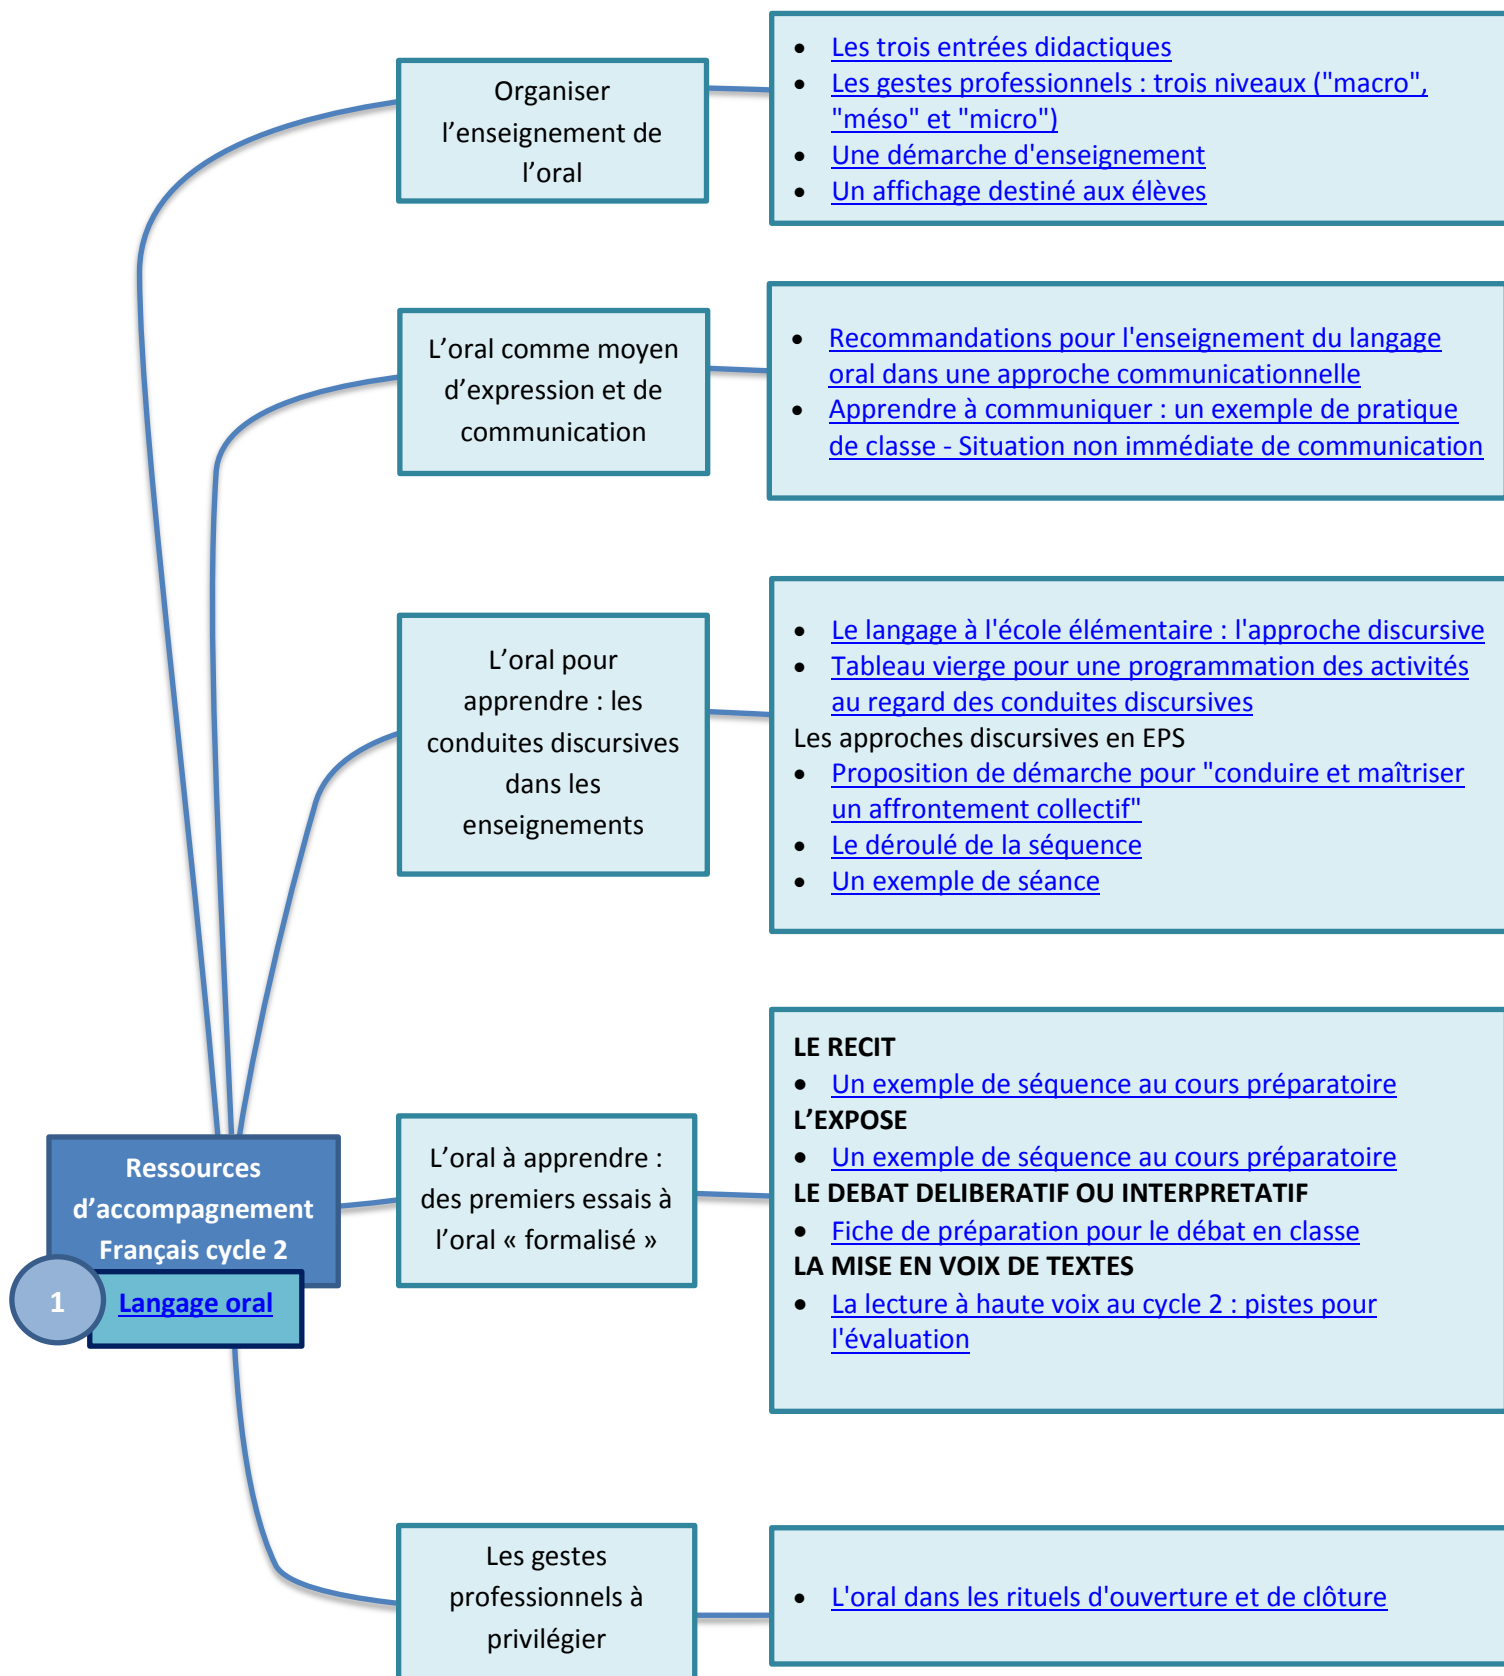 Organiser
l’enseignement de
l’oral
• Les trois entrées didactiques
• Les gestes professionnels : trois niveaux ("macro",
"méso" et "micro")
• Une démarche d'enseignement
• Un affichage destiné aux élèves
L’oral comme moyen
d’expression et de
communication
• Recommandations pour l'enseignement du langage
oral dans une approche communicationnelle
• Apprendre à communiquer : un exemple de pratique
de classe - Situation non immédiate de communication
L’oral pour
apprendre : les
conduites discursives
dans les
enseignements
• Le langage à l'école élémentaire : l'approche discursive
• Tableau vierge pour une programmation des activités
au regard des conduites discursives
Les approches discursives en EPS
• Proposition de démarche pour "conduire et maîtriser
un affrontement collectif"
• Le déroulé de la séquence
• Un exemple de séance
Ressources
d’accompagnement
Français cycle 2
1
Langage oral
L’oral à apprendre :
des premiers essais à
l’oral « formalisé »
LE RECIT
• Un exemple de séquence au cours préparatoire
L’EXPOSE
• Un exemple de séquence au cours préparatoire
LE DEBAT DELIBERATIF OU INTERPRETATIF
• Fiche de préparation pour le débat en classe
LA MISE EN VOIX DE TEXTES
• La lecture à haute voix au cycle 2 : pistes pour
l'évaluation
Les gestes
professionnels à
privilégier
• L'oral dans les rituels d'ouverture et de clôture